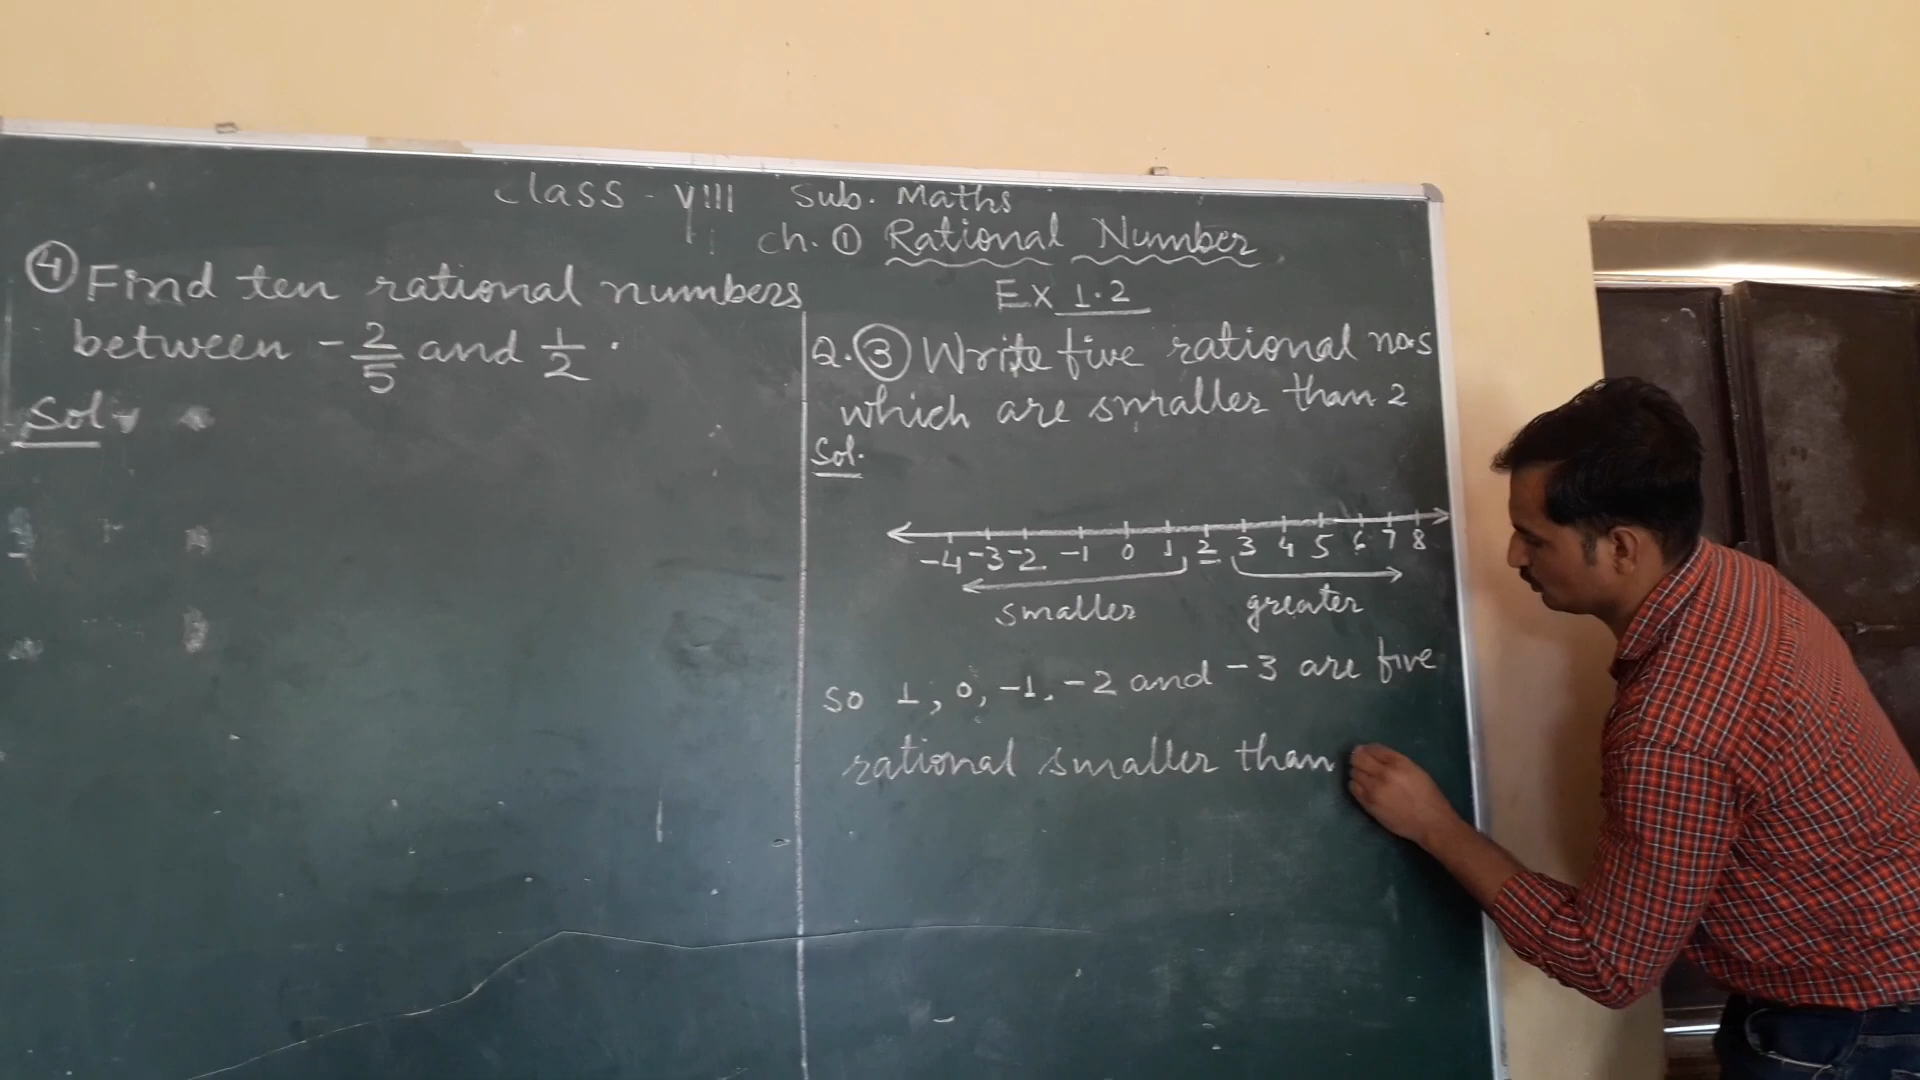 Class - VIII Sub. Maths
Ch. ① Rational Number
Ex 1.2
④ Find ten rational numbers
between -2/5 and 1/2.
Sol
Q. ③ Write five rational nos
which are smaller than 2
Sol.
-4 -3 -2 -1 0 1 2 3 4 5 6 7 8
smaller greater
so 1, 0, -1, -2 and -3 are five
rational smaller than